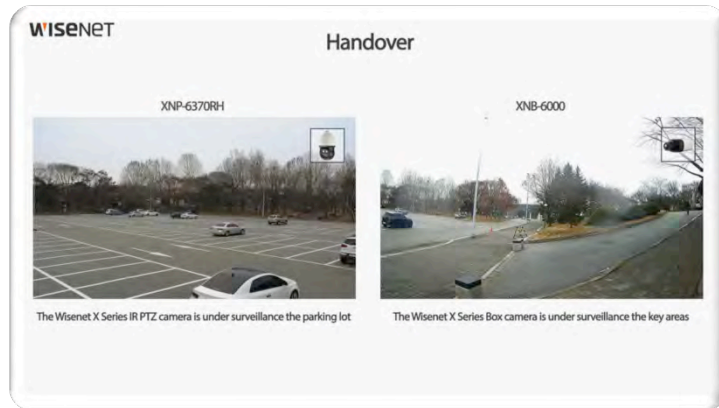 WISENET
Handover
XNP-6370RH
XNB-6000
The Wisenet X Series IR PTZ camera is under surveillance the parking lot
The Wisenet X Series Box camera is under surveillance the key areas